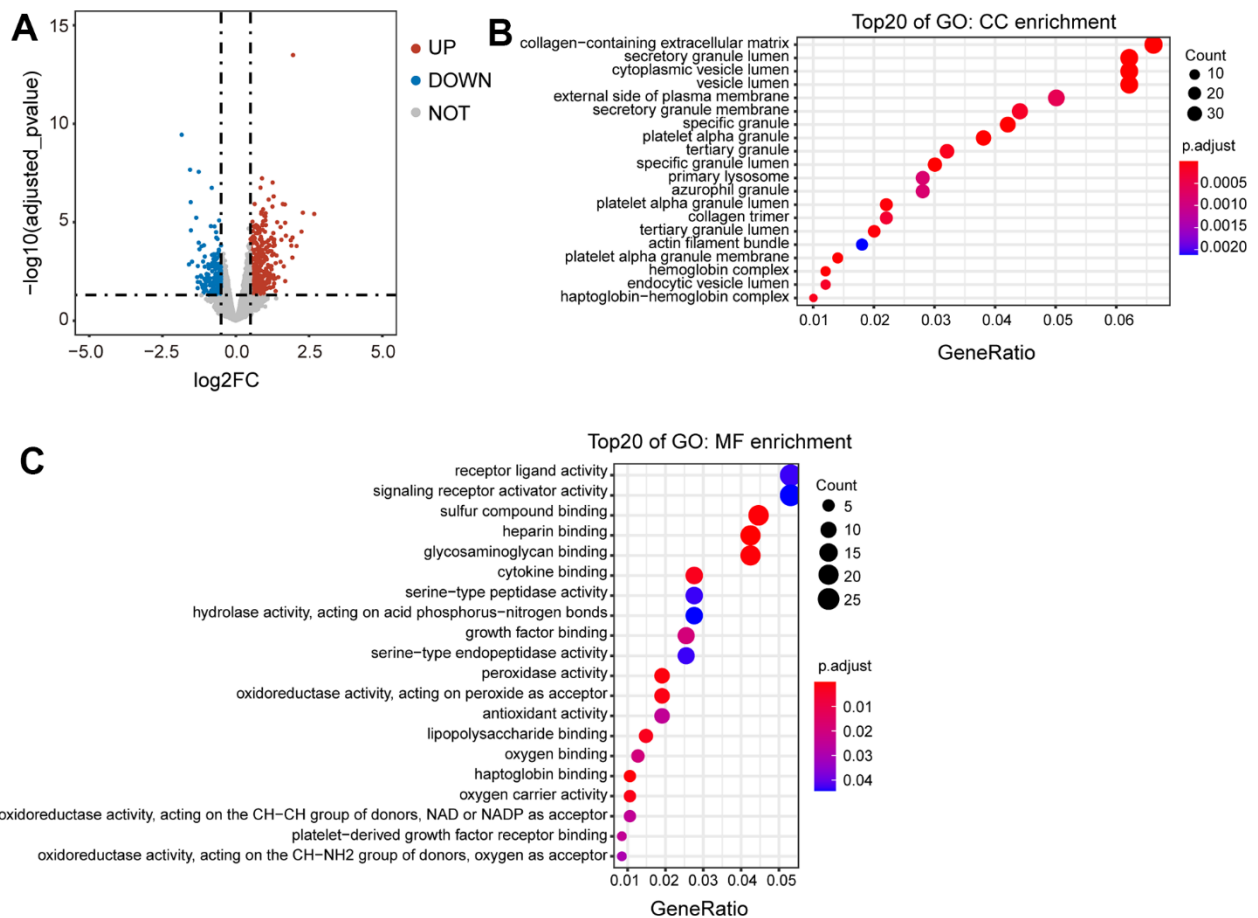 A
−log10(adjusted_pvalue)
15
10
5
0
−5.0
−2.5
0.0
2.5
5.0
log2FC
UP
DOWN
NOT
B
Top20 of GO: CC enrichment
collagen−containing extracellular matrix
secretory granule lumen
cytoplasmic vesicle lumen
vesicle lumen
external side of plasma membrane
secretory granule membrane
specific granule
platelet alpha granule
tertiary granule
specific granule lumen
primary lysosome
azurophil granule
platelet alpha granule lumen
collagen trimer
tertiary granule lumen
actin filament bundle
platelet alpha granule membrane
hemoglobin complex
endocytic vesicle lumen
haptoglobin−hemoglobin complex
0.01
0.02
0.03
0.04
0.05
0.06
GeneRatio
Count
10
20
30
p.adjust
0.0005
0.0010
0.0015
0.0020
C
Top20 of GO: MF enrichment
receptor ligand activity
signaling receptor activator activity
sulfur compound binding
heparin binding
glycosaminoglycan binding
cytokine binding
serine−type peptidase activity
hydrolase activity, acting on acid phosphorus−nitrogen bonds
growth factor binding
serine−type endopeptidase activity
peroxidase activity
oxidoreductase activity, acting on peroxide as acceptor
antioxidant activity
lipopolysaccharide binding
oxygen binding
haptoglobin binding
oxygen carrier activity
oxidoreductase activity, acting on the CH−CH group of donors, NAD or NADP as acceptor
platelet−derived growth factor receptor binding
oxidoreductase activity, acting on the CH−NH2 group of donors, oxygen as acceptor
0.01
0.02
0.03
0.04
0.05
GeneRatio
Count
5
10
15
20
25
p.adjust
0.01
0.02
0.03
0.04